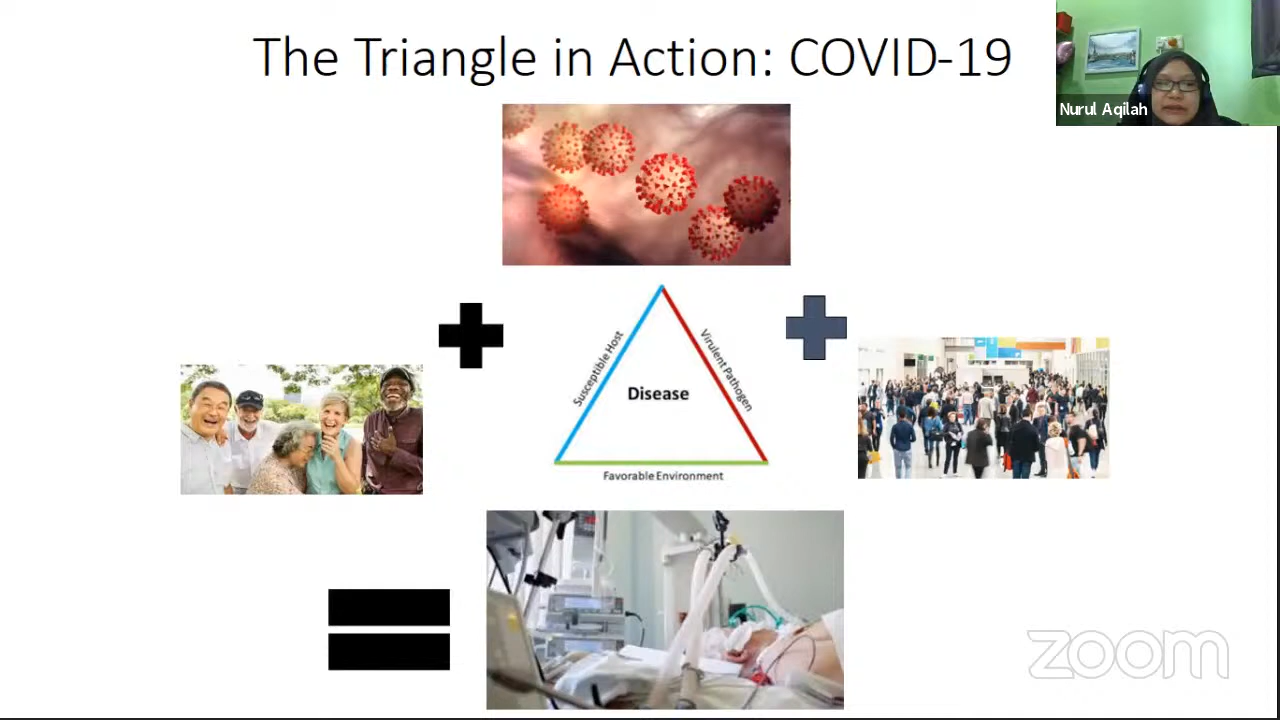 The Triangle in Action: COVID-19
Nurul Aqilah
Susceptible Host
Virulent Pathogen
Disease
Favorable Environment
zoom